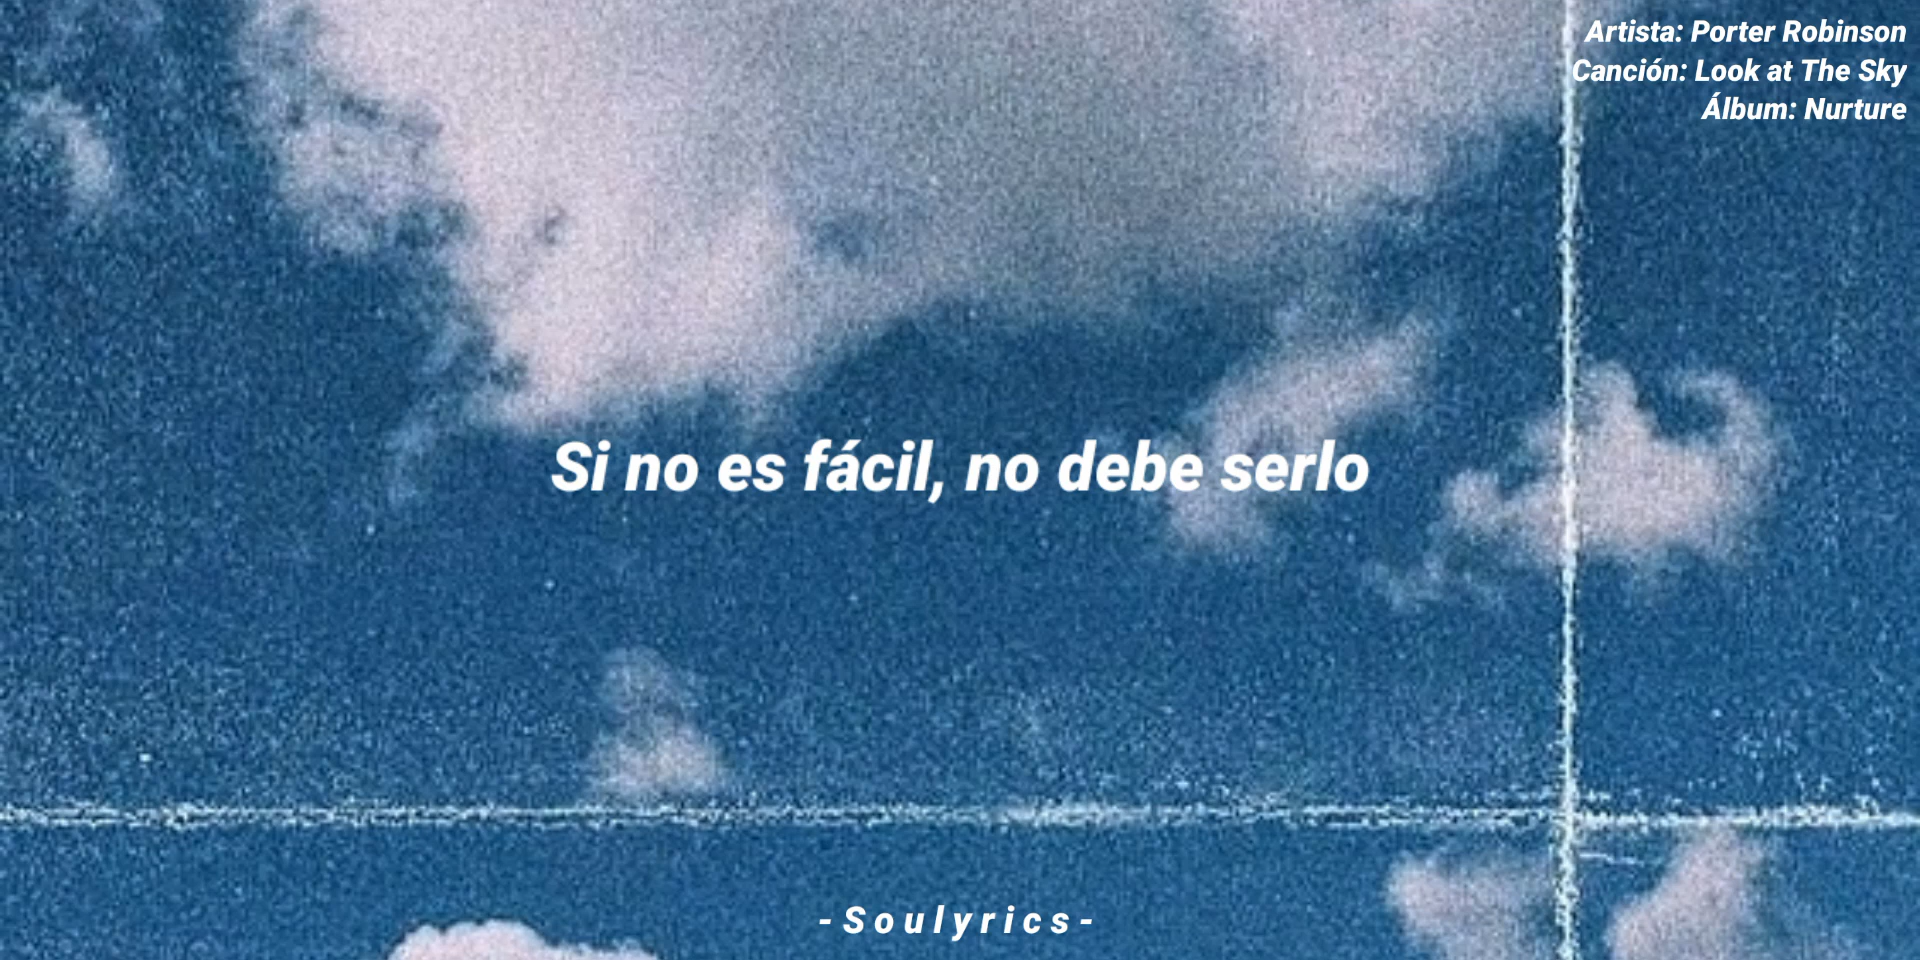 Artista: Porter Robinson
Canción: Look at The Sky
Álbum: Nurture
Si no es fácil, no debe serlo
-Soulyrics-